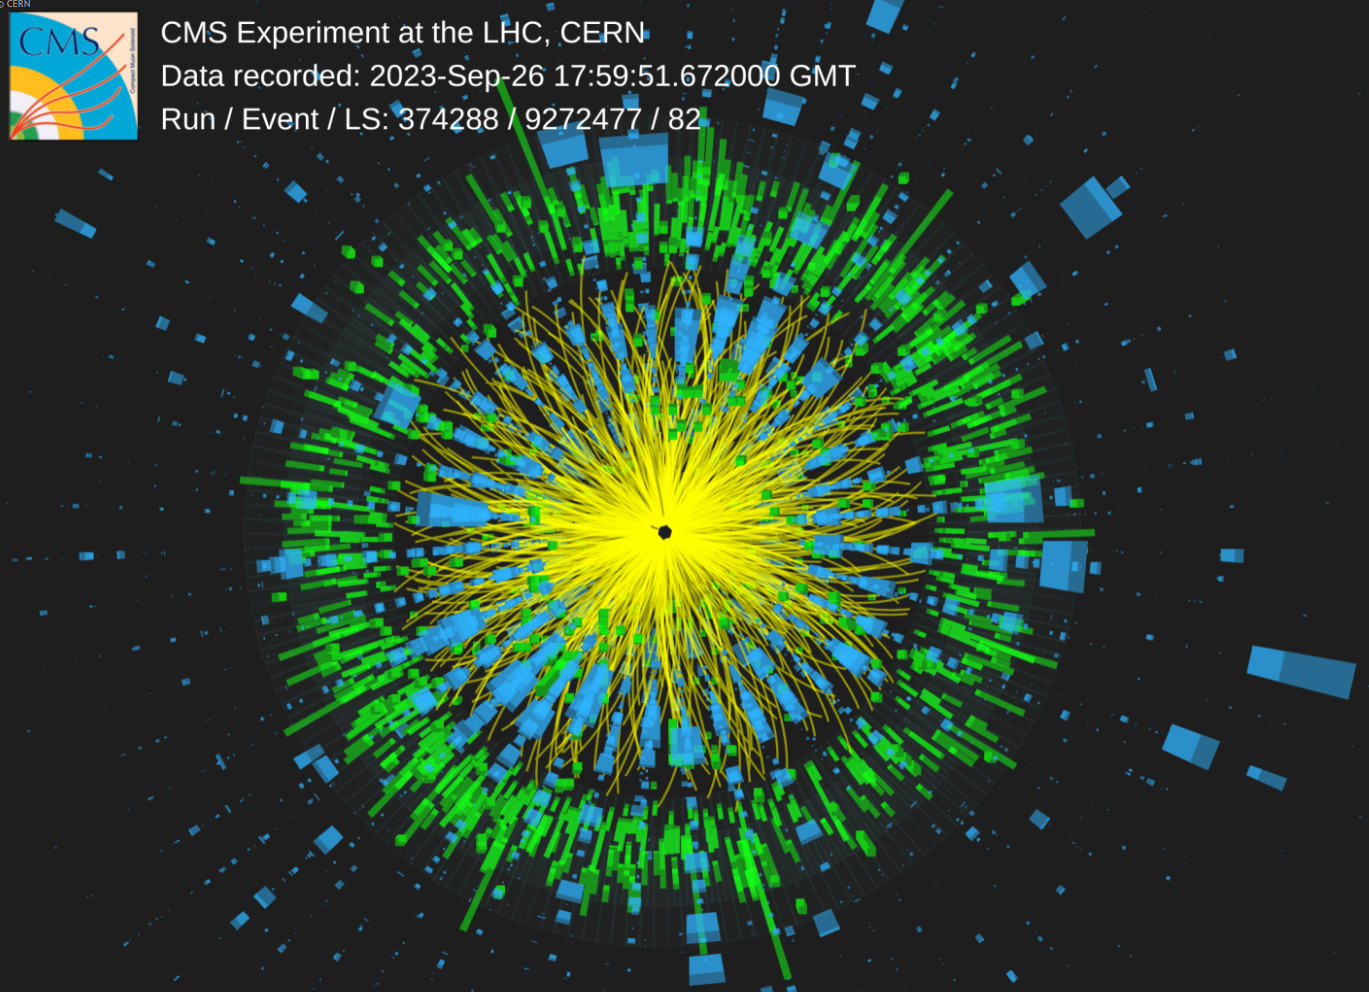 © CERN
CMS
Compact Muon Solenoid
CMS Experiment at the LHC, CERN
Data recorded: 2023-Sep-26 17:59:51.672000 GMT
Run / Event / LS: 374288 / 9272477 / 82